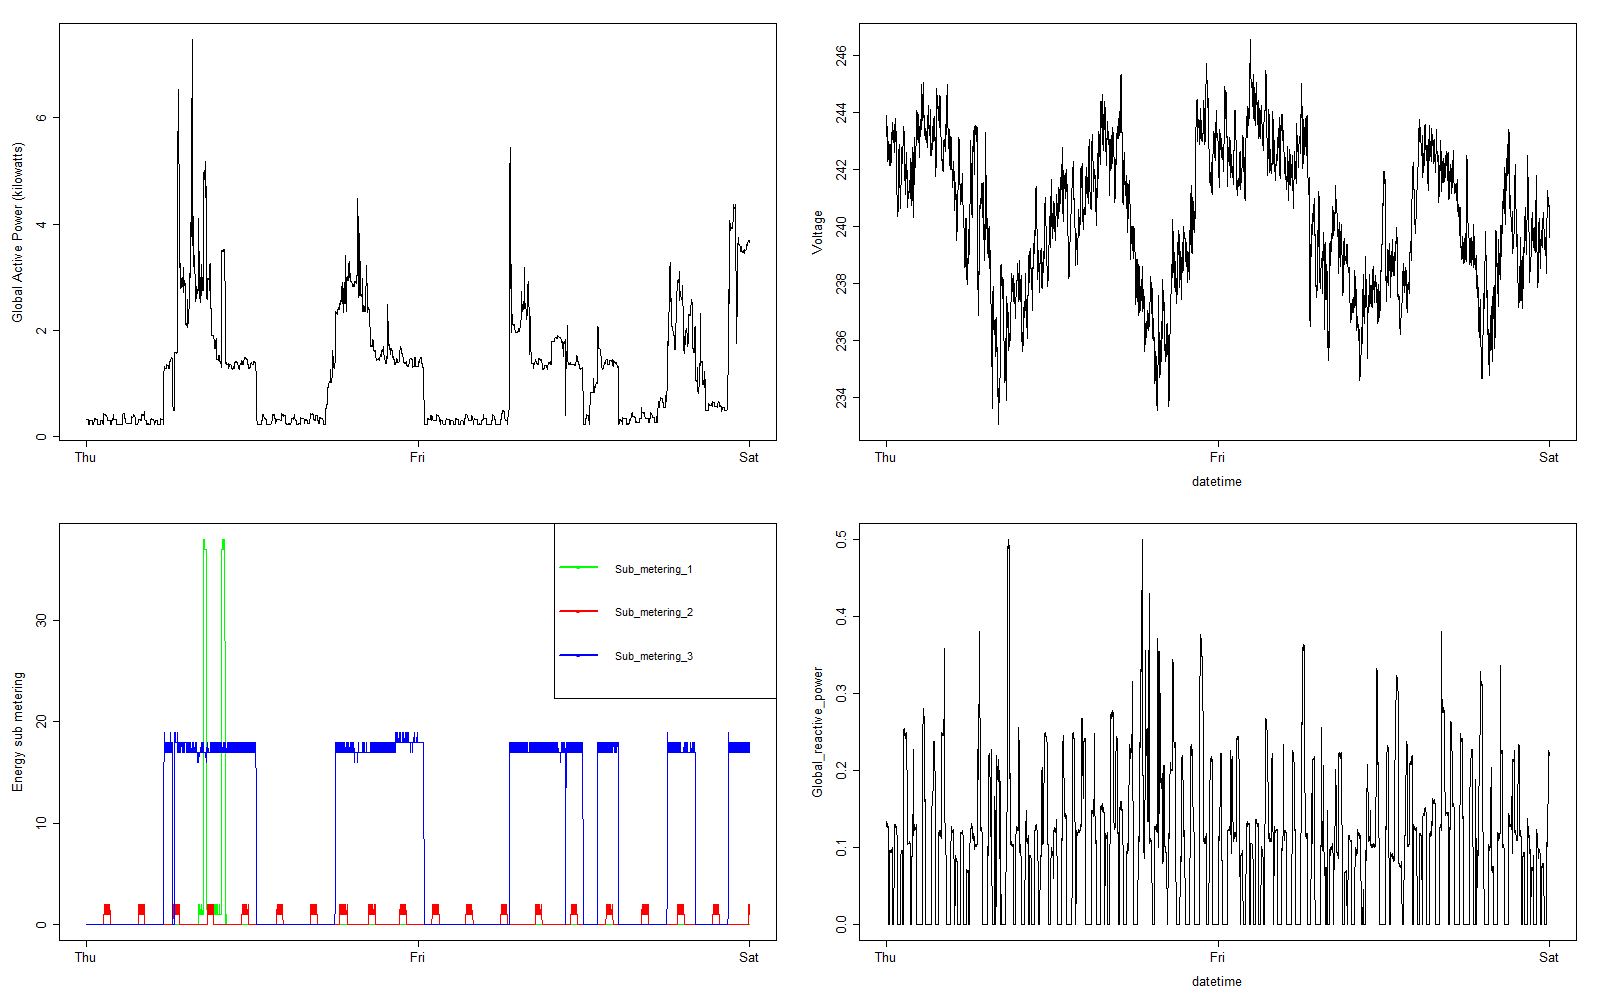 Global Active Power (kilowatts)
6
4
2
0
Thu
Fri
Sat
Voltage
246
244
242
240
238
236
234
Thu
Fri
Sat
datetime
Energy sub metering
30
20
10
0
Sub_metering_1
Sub_metering_2
Sub_metering_3
Thu
Fri
Sat
Global_reactive_power
0.5
0.4
0.3
0.2
0.1
0.0
Thu
Fri
Sat
datetime